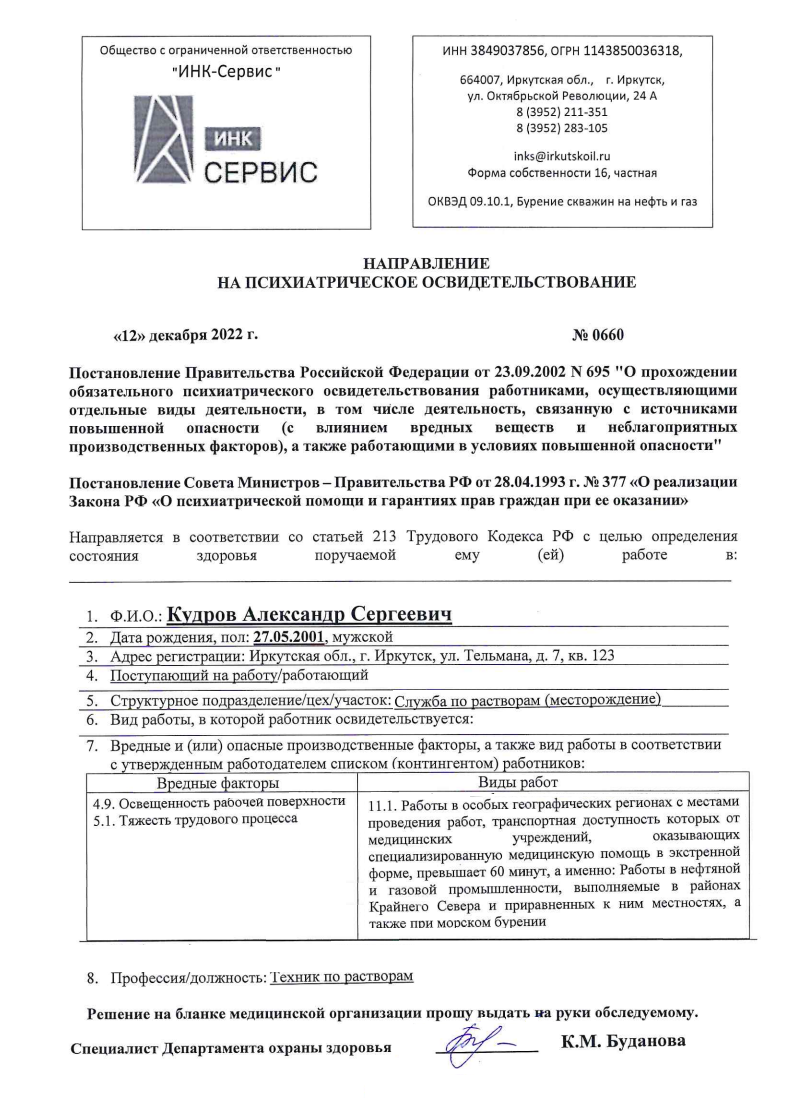 Общество с ограниченной ответственностью
"ИНК-Сервис"
ИНК
СЕРВИС
ИНН 3849037856, ОГРН 1143850036318,
664007, Иркутская обл., г. Иркутск,
ул. Октябрьской Революции, 24 А
8 (3952) 211-351
8 (3952) 283-105
inks@irkutskoil.ru
Форма собственности 16, частная
ОКВЭД 09.10.1, Бурение скважин на нефть и газ
НАПРАВЛЕНИЕ
НА ПСИХИАТРИЧЕСКОЕ ОСВИДЕТЕЛЬСТВОВАНИЕ
«12» декабря 2022 г. № 0660
Постановление Правительства Российской Федерации от 23.09.2002 N 695 "О прохождении
обязательного психиатрического освидетельствования работниками, осуществляющими
отдельные виды деятельности, в том числе деятельность, связанную с источниками
повышенной опасности (с влиянием вредных веществ и неблагоприятных
производственных факторов), а также работающими в условиях повышенной опасности"
Постановление Совета Министров – Правительства РФ от 28.04.1993 г. № 377 «О реализации
Закона РФ «О психиатрической помощи и гарантиях прав граждан при ее оказании»
Направляется в соответствии со статьей 213 Трудового Кодекса РФ с целью определения
состояния здоровья поручаемой ему (ей) работе в:
1. Ф.И.О.: Кудров Александр Сергеевич
2. Дата рождения, пол: 27.05.2001, мужской
3. Адрес регистрации: Иркутская обл., г. Иркутск, ул. Тельмана, д. 7, кв. 123
4. Поступающий на работу/работающий
5. Структурное подразделение/цех/участок: Служба по растворам (месторождение)
6. Вид работы, в которой работник освидетельствуется:
7. Вредные и (или) опасные производственные факторы, а также вид работы в соответствии
с утвержденным работодателем списком (контингентом) работников:
Вредные факторы Виды работ
4.9. Освещенность рабочей поверхности
5.1. Тяжесть трудового процесса
11.1. Работы в особых географических регионах с местами
проведения работ, транспортная доступность которых от
медицинских учреждений, оказывающих
специализированную медицинскую помощь в экстренной
форме, превышает 60 минут, а именно: Работы в нефтяной
и газовой промышленности, выполняемые в районах
Крайнего Севера и приравненных к ним местностях, а
также при морском бурении
8. Профессия/должность: Техник по растворам
Решение на бланке медицинской организации прошу выдать на руки обследуемому.
Специалист Департамента охраны здоровья К.М. Буданова